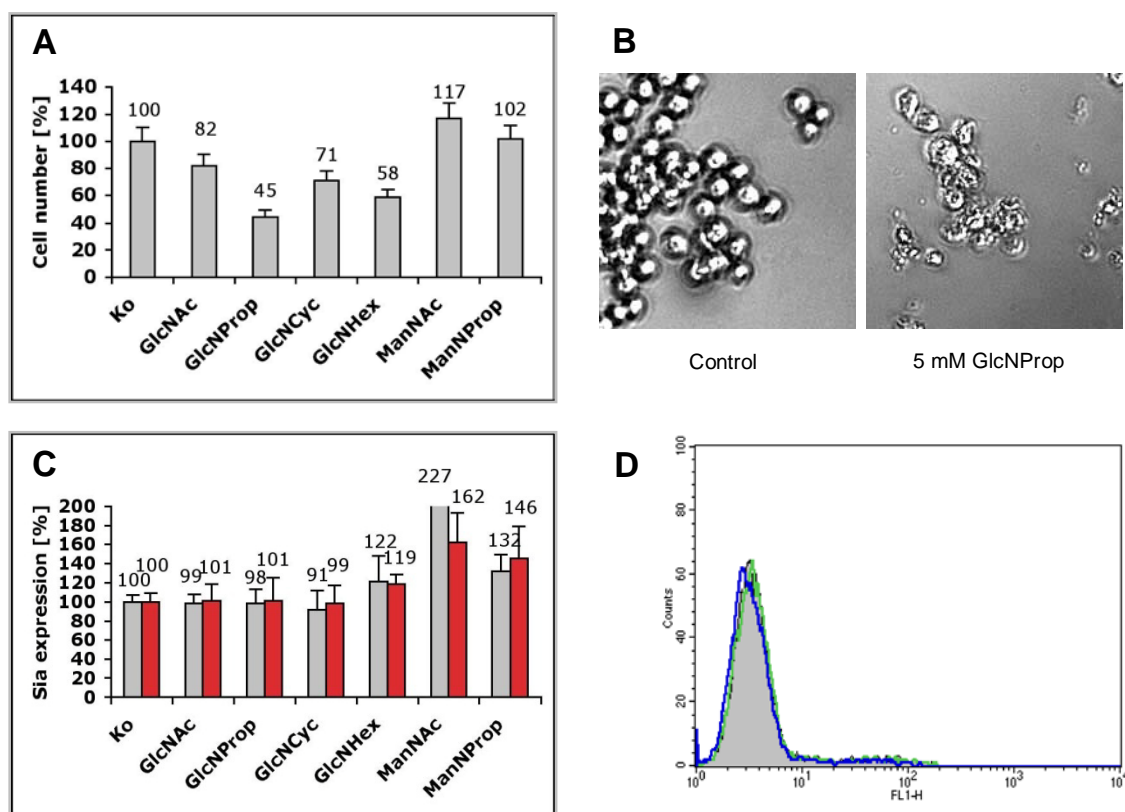 A
Cell number [%]
140
120
100
80
60
40
20
0
100
82
45
71
58
117
102
Ko
GlcNAc
GlcNProp
GlcNCyc
GlcNHex
ManNAc
ManNProp
B
Control
5 mM GlcNProp
C
Sia expression [%]
200
180
160
140
120
100
80
60
40
20
0
100
100
99
101
98
101
91
99
122
119
227
162
132
146
Ko
GlcNAc
GlcNProp
GlcNCyc
GlcNHex
ManNAc
ManNProp
D
Counts
100
80
60
40
20
0
10⁰
10¹
10²
10³
10⁴
FL1-H